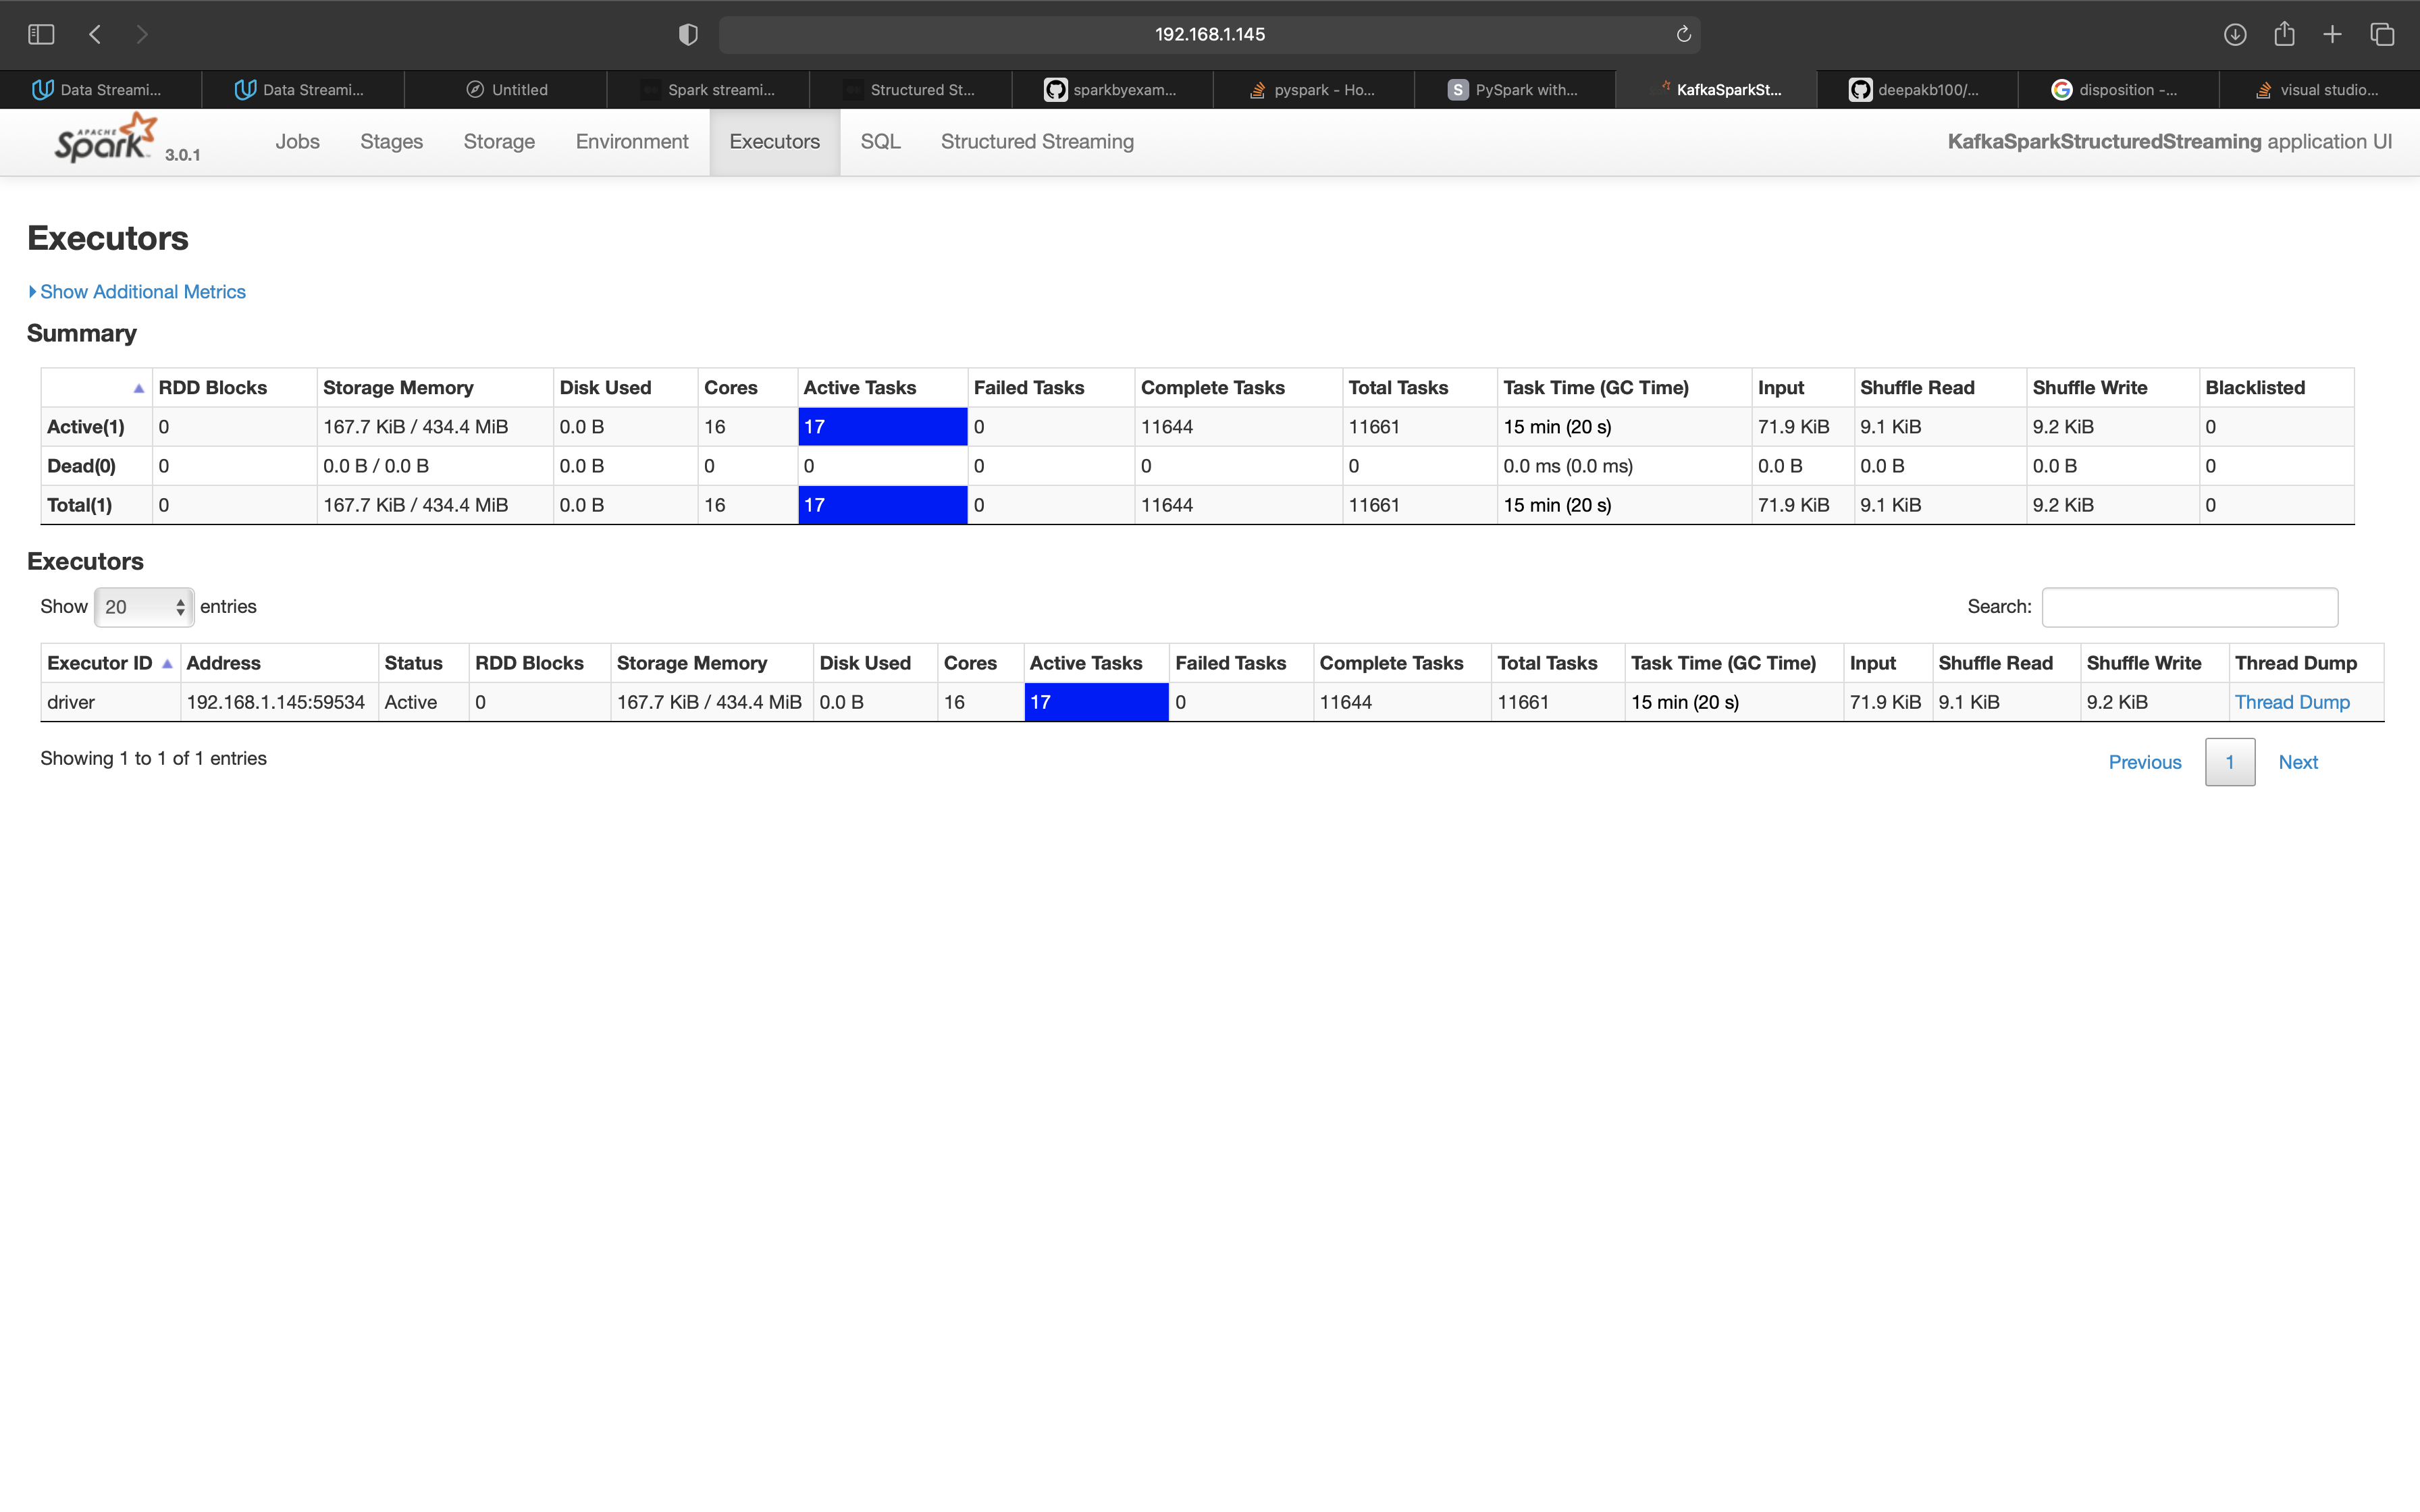 192.168.1.145
Data Streami... Data Streami... Untitled Spark streami... Structured St... sparkbyexam... pyspark - Ho... S PySpark with... KafkaSparkSt... deepakb100/... disposition -... visual studio...
APACHE Spark 3.0.1 Jobs Stages Storage Environment Executors SQL Structured Streaming KafkaSparkStructuredStreaming application UI
Executors
Show Additional Metrics
Summary
RDD Blocks Storage Memory Disk Used Cores Active Tasks Failed Tasks Complete Tasks Total Tasks Task Time (GC Time) Input Shuffle Read Shuffle Write Blacklisted
Active(1) 0 167.7 KiB / 434.4 MiB 0.0 B 16 17 0 11644 11661 15 min (20 s) 71.9 KiB 9.1 KiB 9.2 KiB 0
Dead(0) 0 0.0 B / 0.0 B 0.0 B 0 0 0 0 0 0.0 ms (0.0 ms) 0.0 B 0.0 B 0.0 B 0
Total(1) 0 167.7 KiB / 434.4 MiB 0.0 B 16 17 0 11644 11661 15 min (20 s) 71.9 KiB 9.1 KiB 9.2 KiB 0
Executors
Show 20 entries Search:
Executor ID Address Status RDD Blocks Storage Memory Disk Used Cores Active Tasks Failed Tasks Complete Tasks Total Tasks Task Time (GC Time) Input Shuffle Read Shuffle Write Thread Dump
driver 192.168.1.145:59534 Active 0 167.7 KiB / 434.4 MiB 0.0 B 16 17 0 11644 11661 15 min (20 s) 71.9 KiB 9.1 KiB 9.2 KiB Thread Dump
Showing 1 to 1 of 1 entries Previous 1 Next